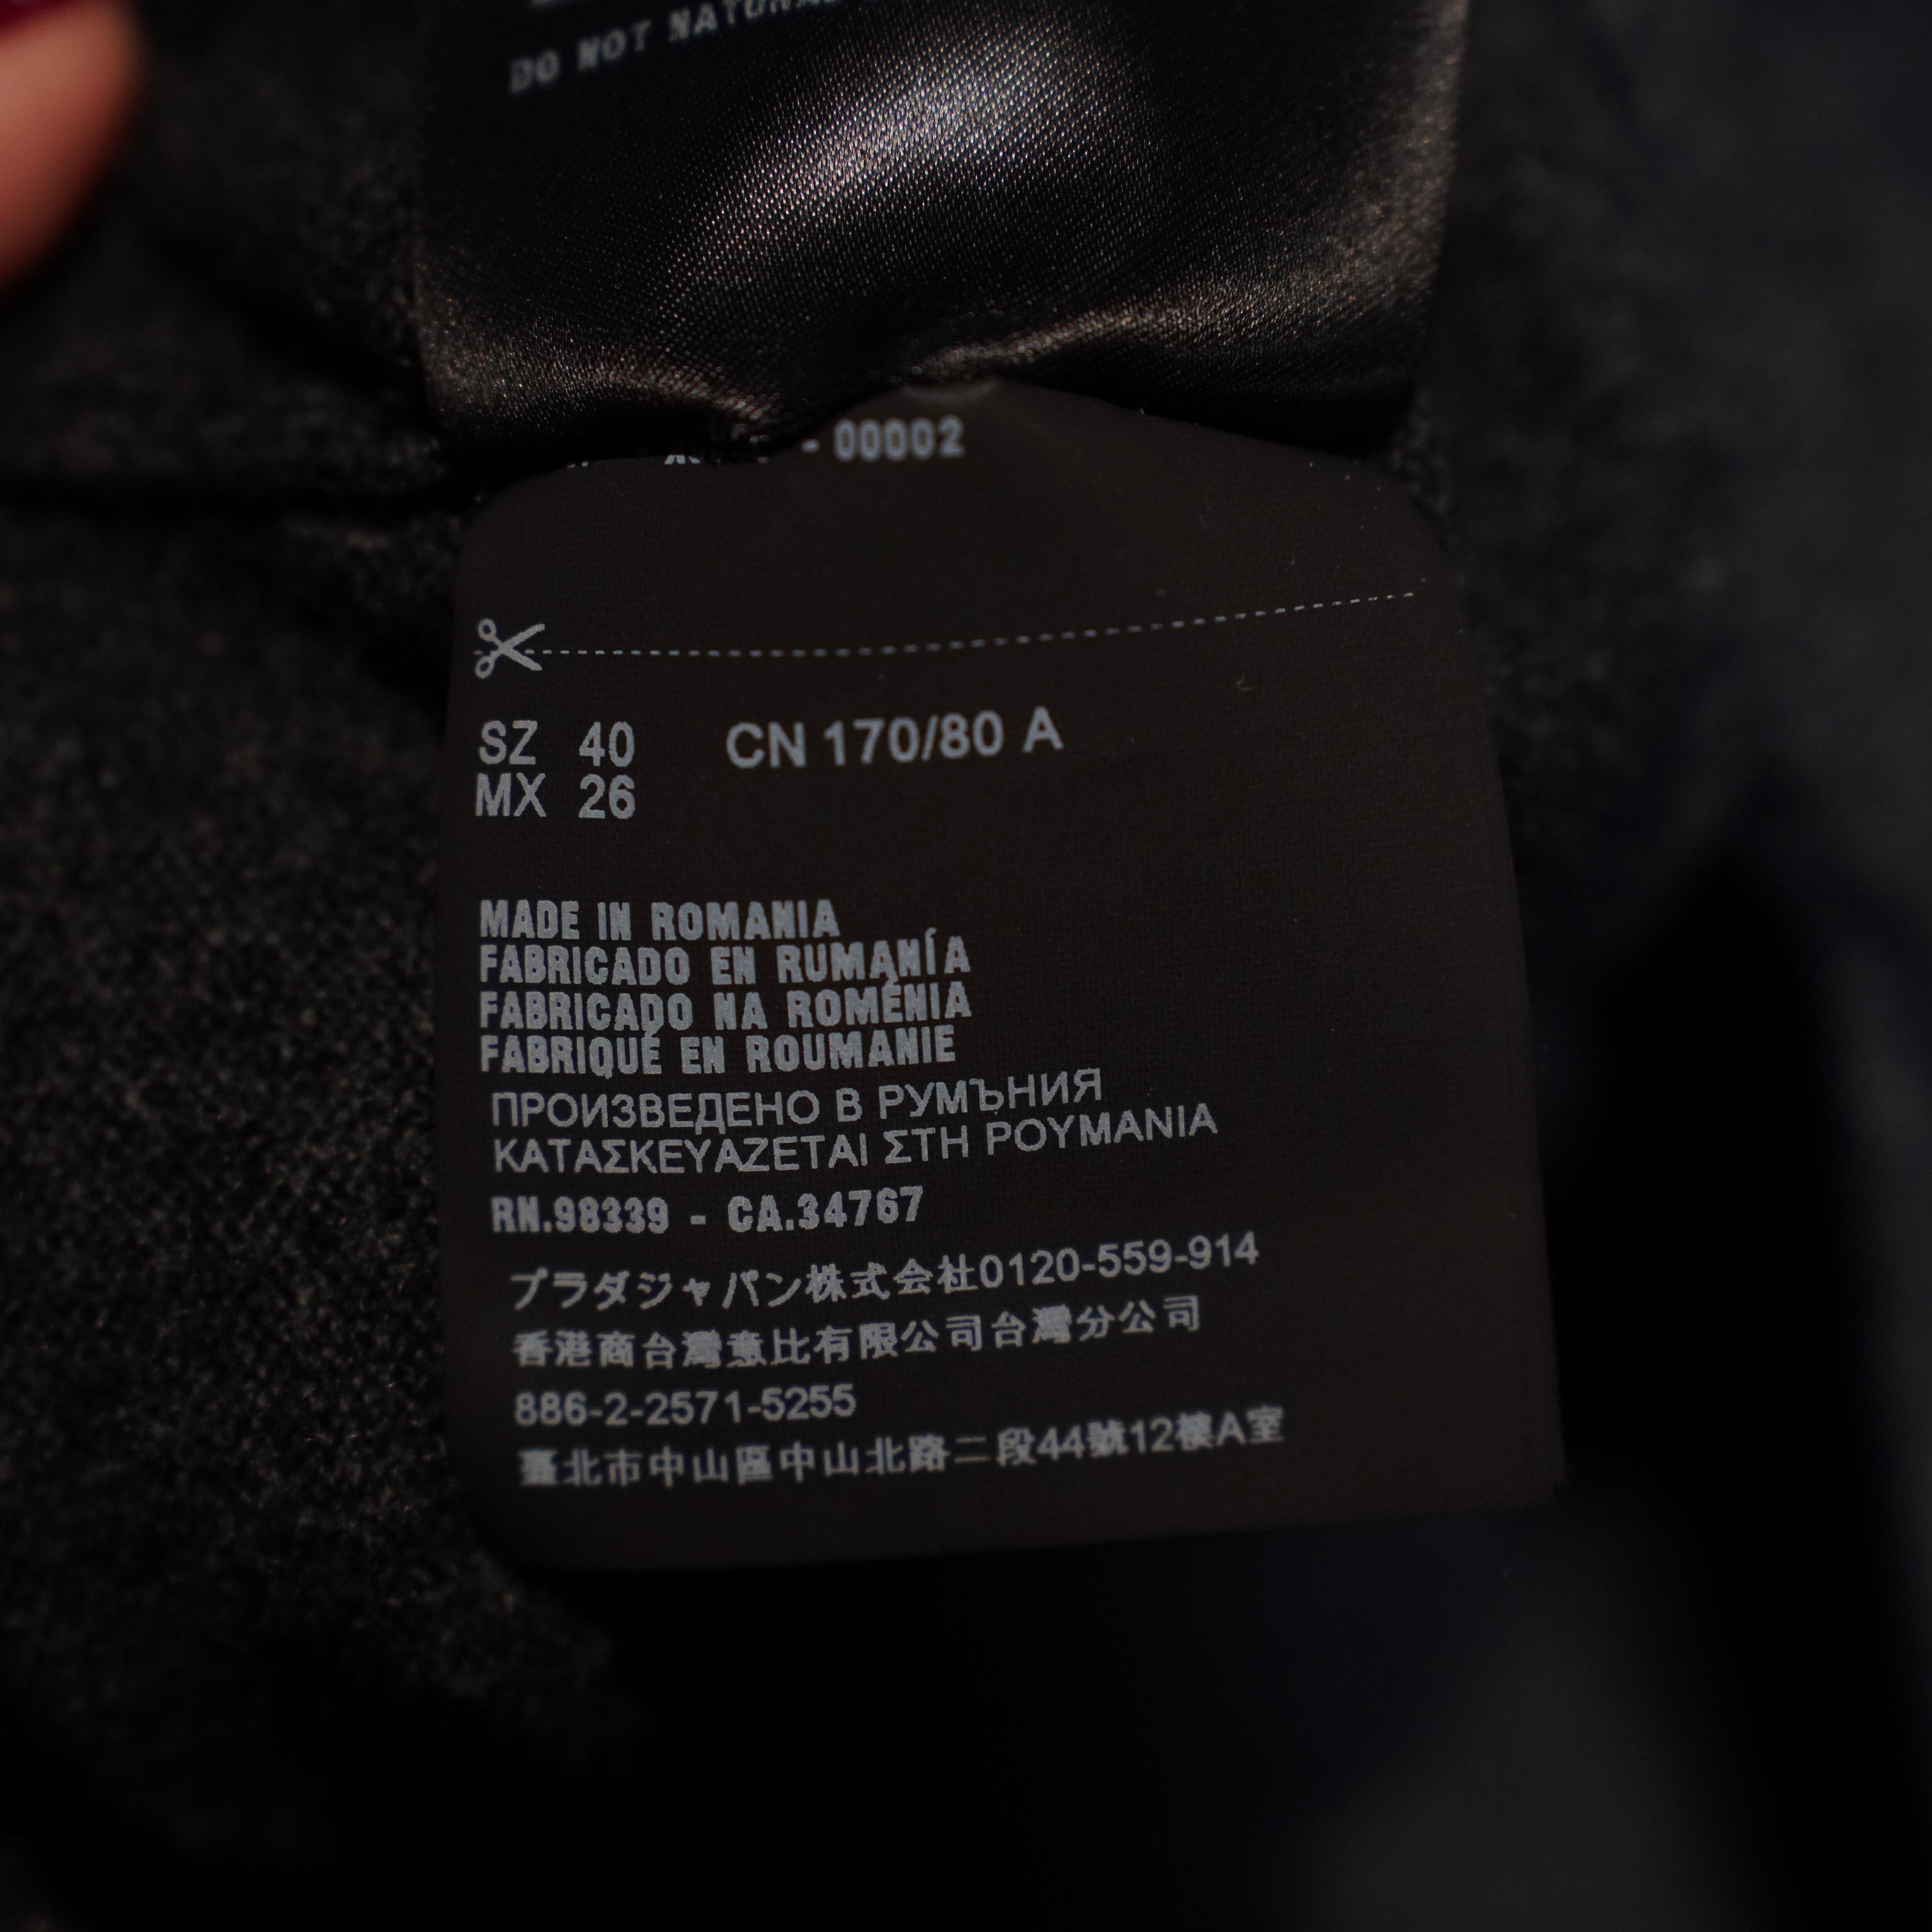 DO NOT
- 00002
SZ 40 CN 170/80 A
MX 26
MADE IN ROMANIA
FABRICADO EN RUMANÍA
FABRICADO NA ROMÉNIA
FABRIQUÉ EN ROUMANIE
ПРОИЗВЕДЕНО В РУМЪНИЯ
ΚΑΤΑΣΚΕΥΑΖΕΤΑΙ ΣΤΗ ΡΟΥΜΑΝΙΑ
RN.98339 - CA.34767
プラダジャパン株式会社0120-559-914
香港商台灣意比有限公司台灣分公司
886-2-2571-5255
臺北市中山區中山北路二段44號12樓A室